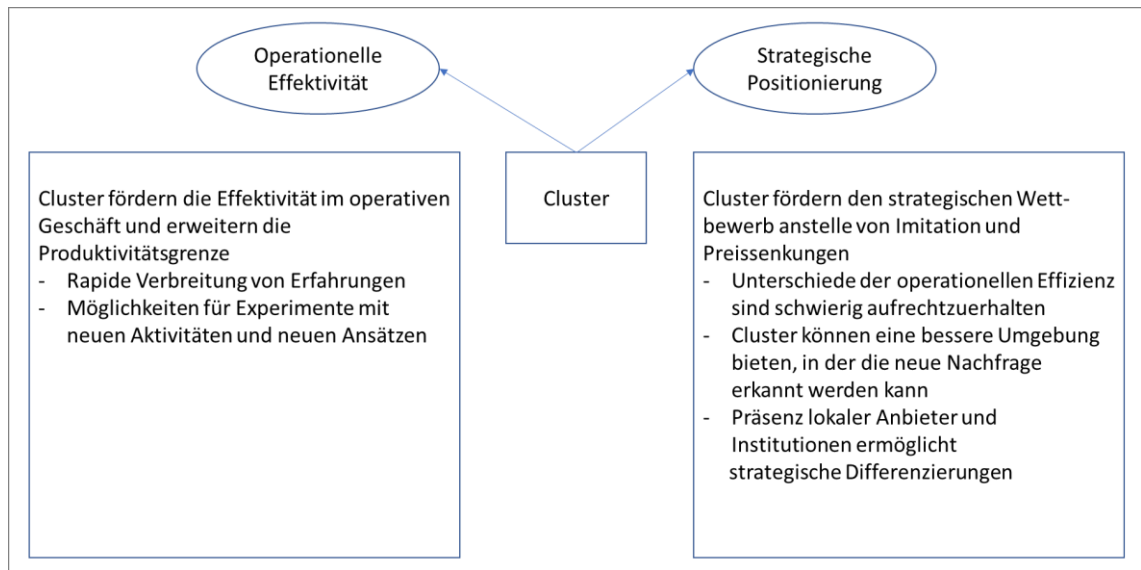 Operationelle
Effektivität
Strategische
Positionierung
Cluster fördern die Effektivität im operativen
Geschäft und erweitern die
Produktivitätsgrenze
- Rapide Verbreitung von Erfahrungen
- Möglichkeiten für Experimente mit
neuen Aktivitäten und neuen Ansätzen
Cluster
Cluster fördern den strategischen Wett-
bewerb anstelle von Imitation und
Preissenkungen
- Unterschiede der operationellen Effizienz
sind schwierig aufrechtzuerhalten
- Cluster können eine bessere Umgebung
bieten, in der die neue Nachfrage
erkannt werden kann
- Präsenz lokaler Anbieter und
Institutionen ermöglicht
strategische Differenzierungen